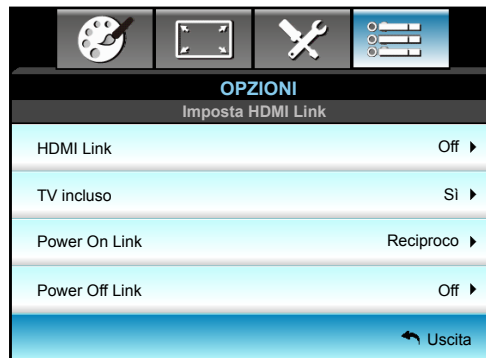 OPZIONI
Imposta HDMI Link
HDMI Link Off
TV incluso Sì
Power On Link Reciproco
Power Off Link Off
Uscita